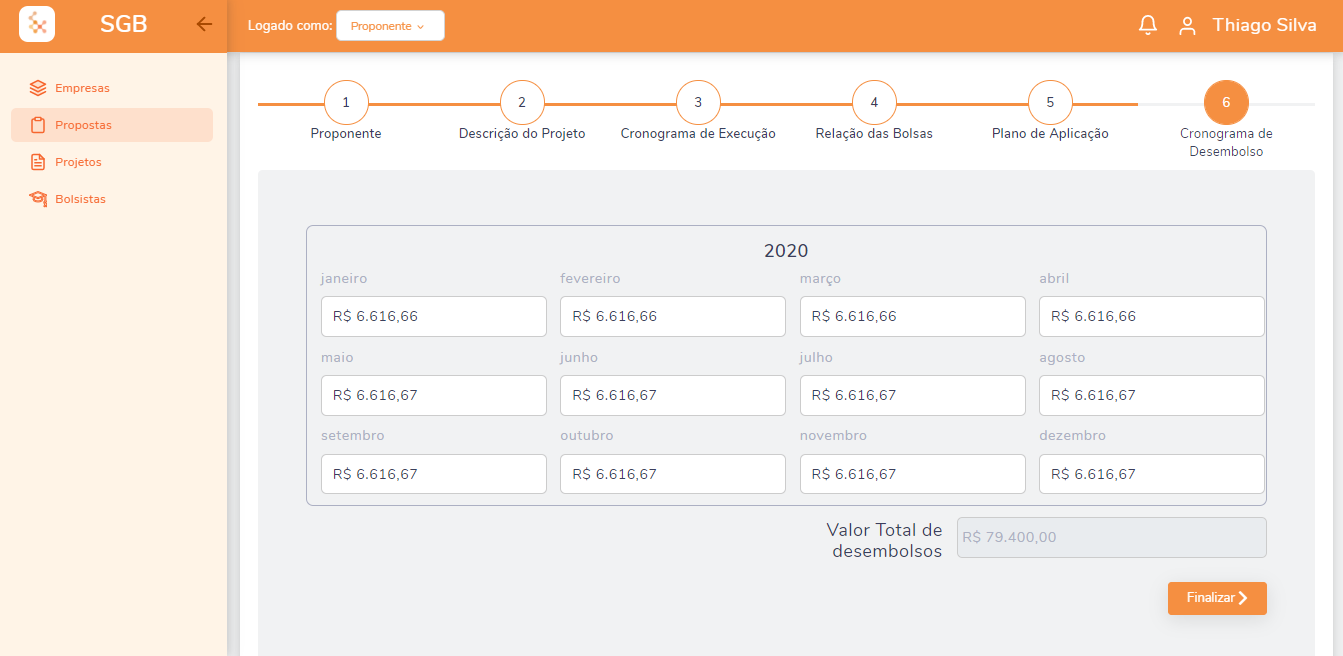 SGB
Logado como:
Proponente
Thiago Silva
Empresas
Propostas
Projetos
Bolsistas
1
2
3
4
5
6
Proponente
Descrição do Projeto
Cronograma de Execução
Relação das Bolsas
Plano de Aplicação
Cronograma de
Desembolso
2020
janeiro
fevereiro
março
abril
R$ 6.616,66
R$ 6.616,66
R$ 6.616,66
R$ 6.616,66
maio
junho
julho
agosto
R$ 6.616,67
R$ 6.616,67
R$ 6.616,67
R$ 6.616,67
setembro
outubro
novembro
dezembro
R$ 6.616,67
R$ 6.616,67
R$ 6.616,67
R$ 6.616,67
Valor Total de
desembolsos
R$ 79.400,00
Finalizar